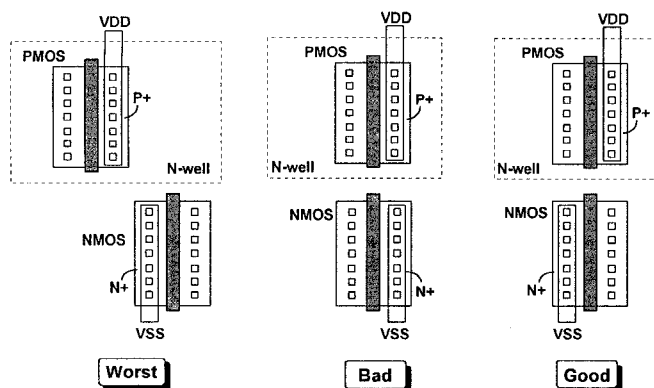 VDD
PMOS
P+
N-well
NMOS
N+
VSS
Worst
VDD
PMOS
P+
N-well
NMOS
N+
VSS
Bad
VDD
PMOS
P+
N-well
NMOS
N+
VSS
Good